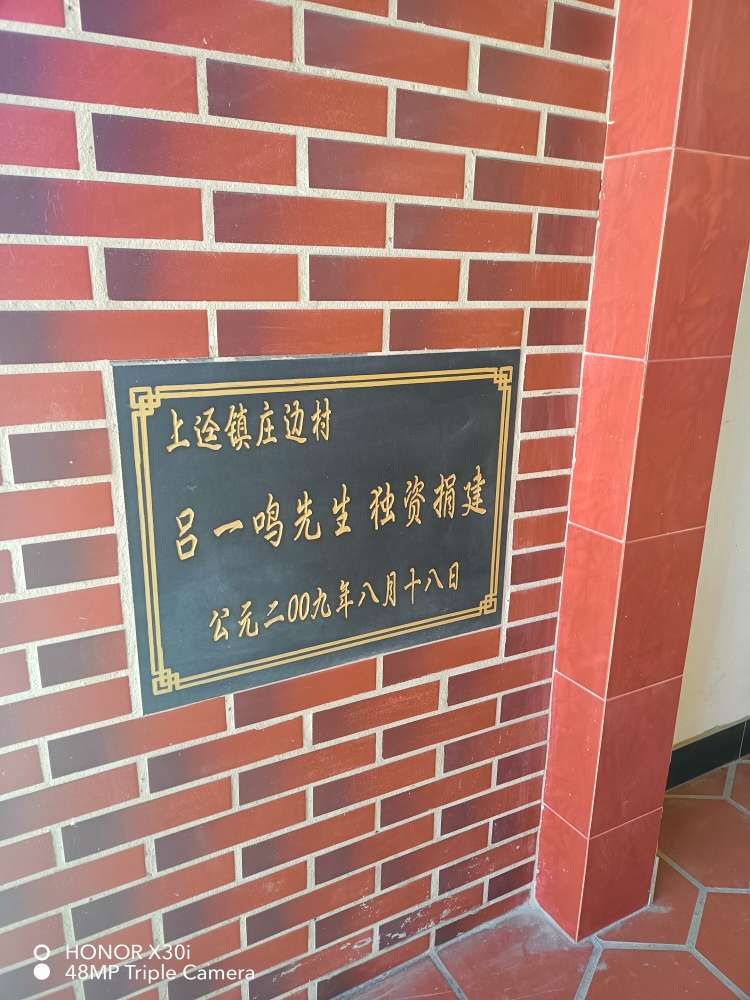 上迳镇庄边村
吕一鸣先生 独资捐建
公元二00九年八月十八日
HONOR X30i
48MP Triple Camera